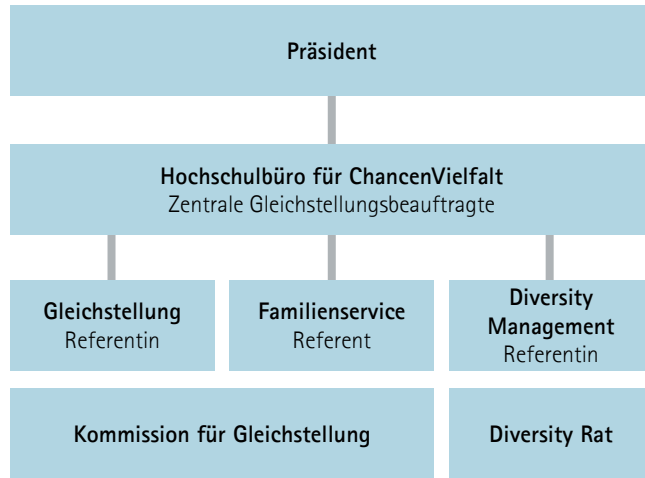 Präsident
Hochschulbüro für ChancenVielfalt
Zentrale Gleichstellungsbeauftragte
Gleichstellung
Referentin
Familienservice
Referent
Diversity
Management
Referentin
Kommission für Gleichstellung
Diversity Rat